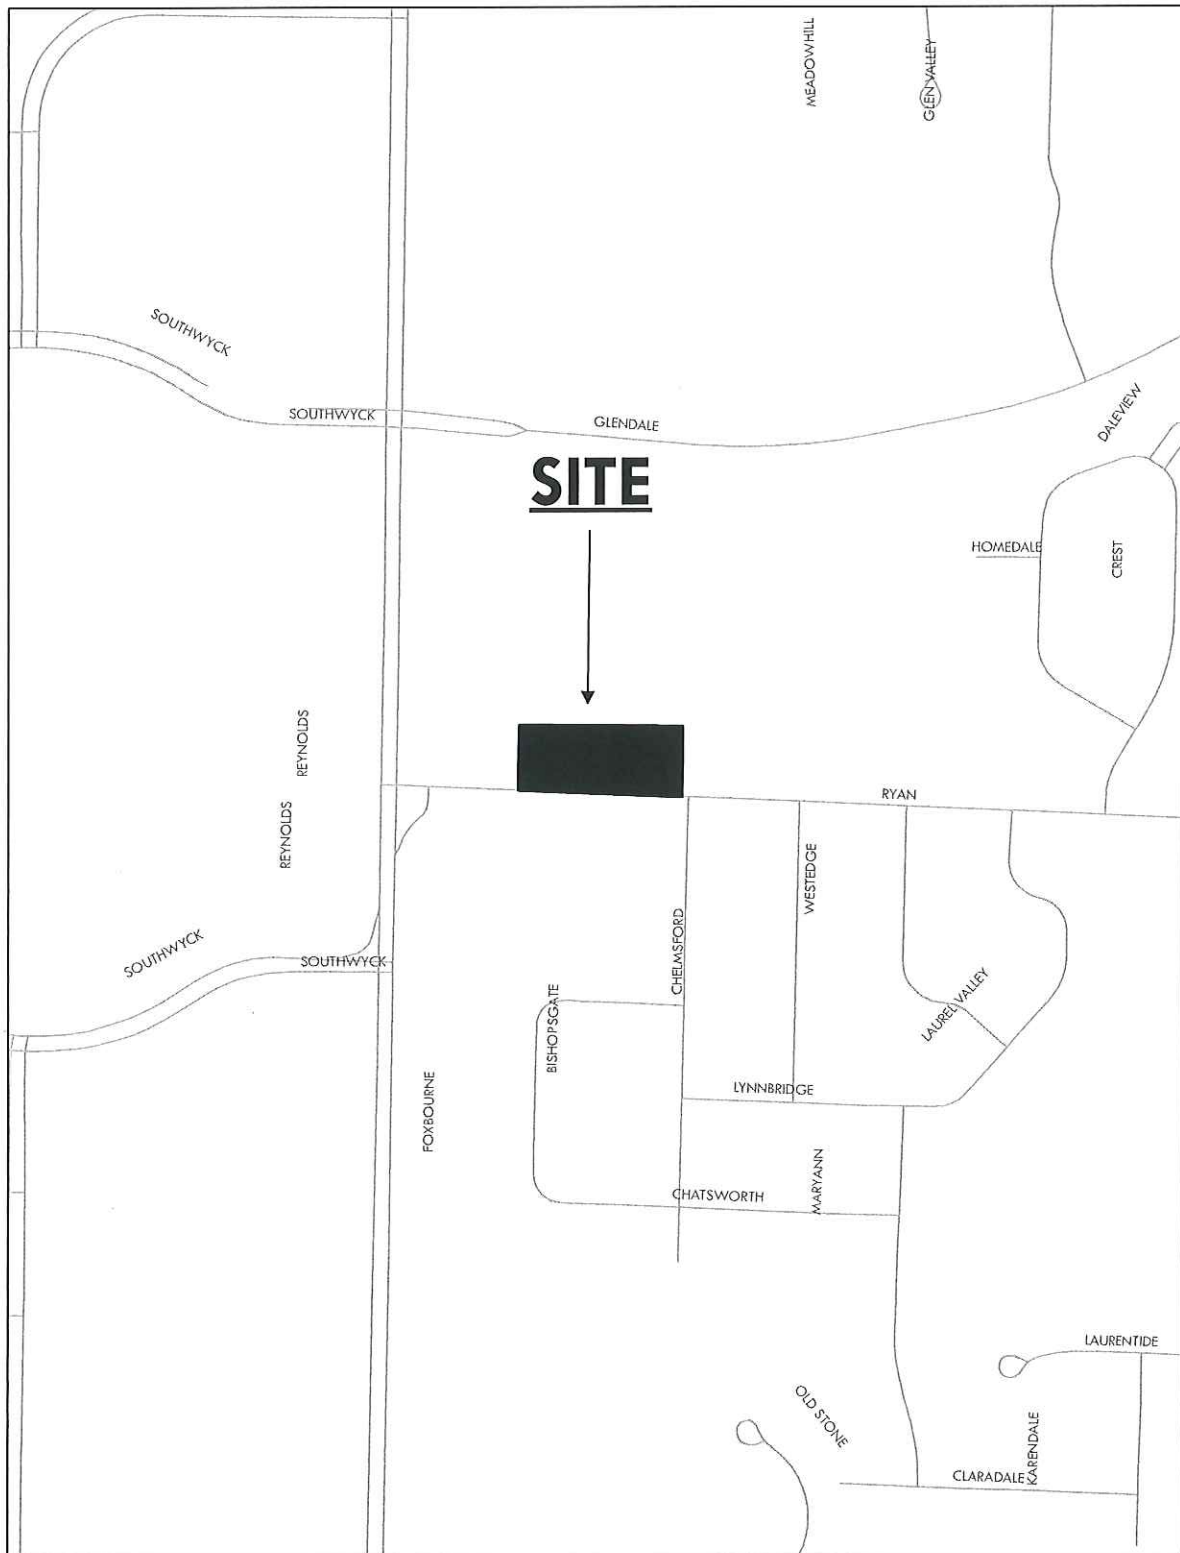 MEADOWHILL
GLEN VALLEY
SOUTHWYCK
SOUTHWYCK
GLENDALE
DALEVIEW
SITE
HOMEDALE
CREST
REYNOLDS
REYNOLDS
RYAN
WESTEDGE
CHELMSFORD
SOUTHWYCK
SOUTHWYCK
BISHOPSGATE
LAUREL VALLEY
FOXBOURNE
LYNNBRIDGE
MARYANN
CHATSWORTH
LAURENTIDE
OLD STONE
KARENDALE
CLARADALE